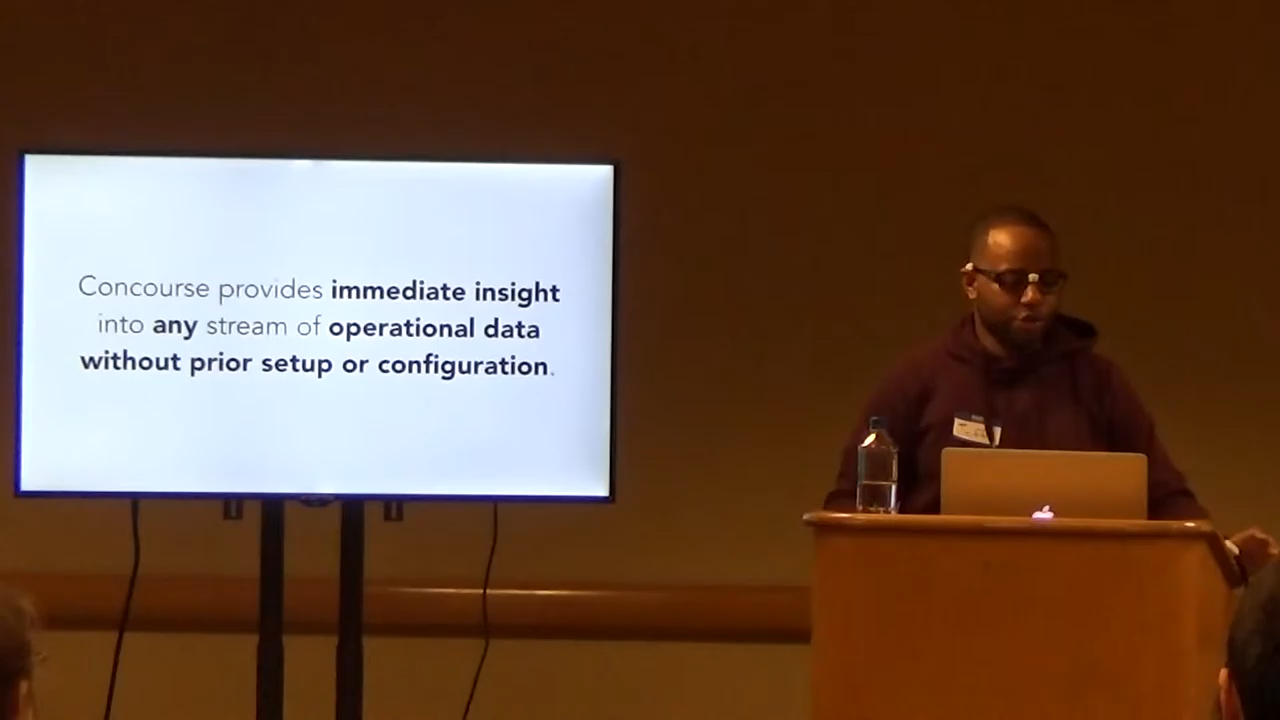 Concourse provides immediate insight
into any stream of operational data
without prior setup or configuration.